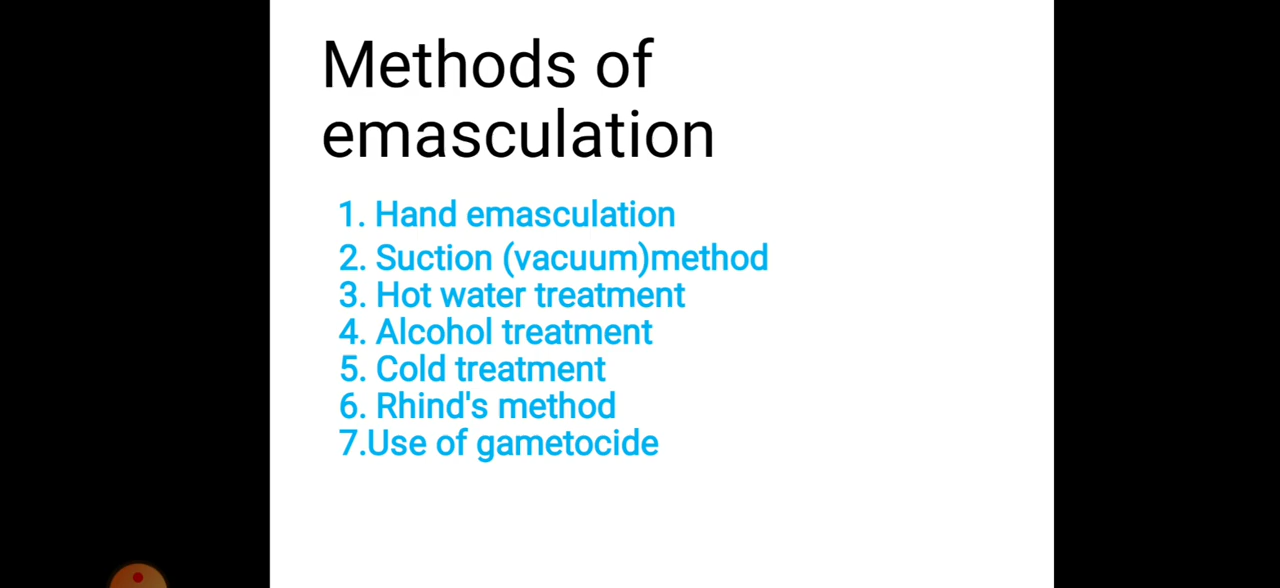 Methods of
emasculation
1. Hand emasculation
2. Suction (vacuum)method
3. Hot water treatment
4. Alcohol treatment
5. Cold treatment
6. Rhind's method
7.Use of gametocide